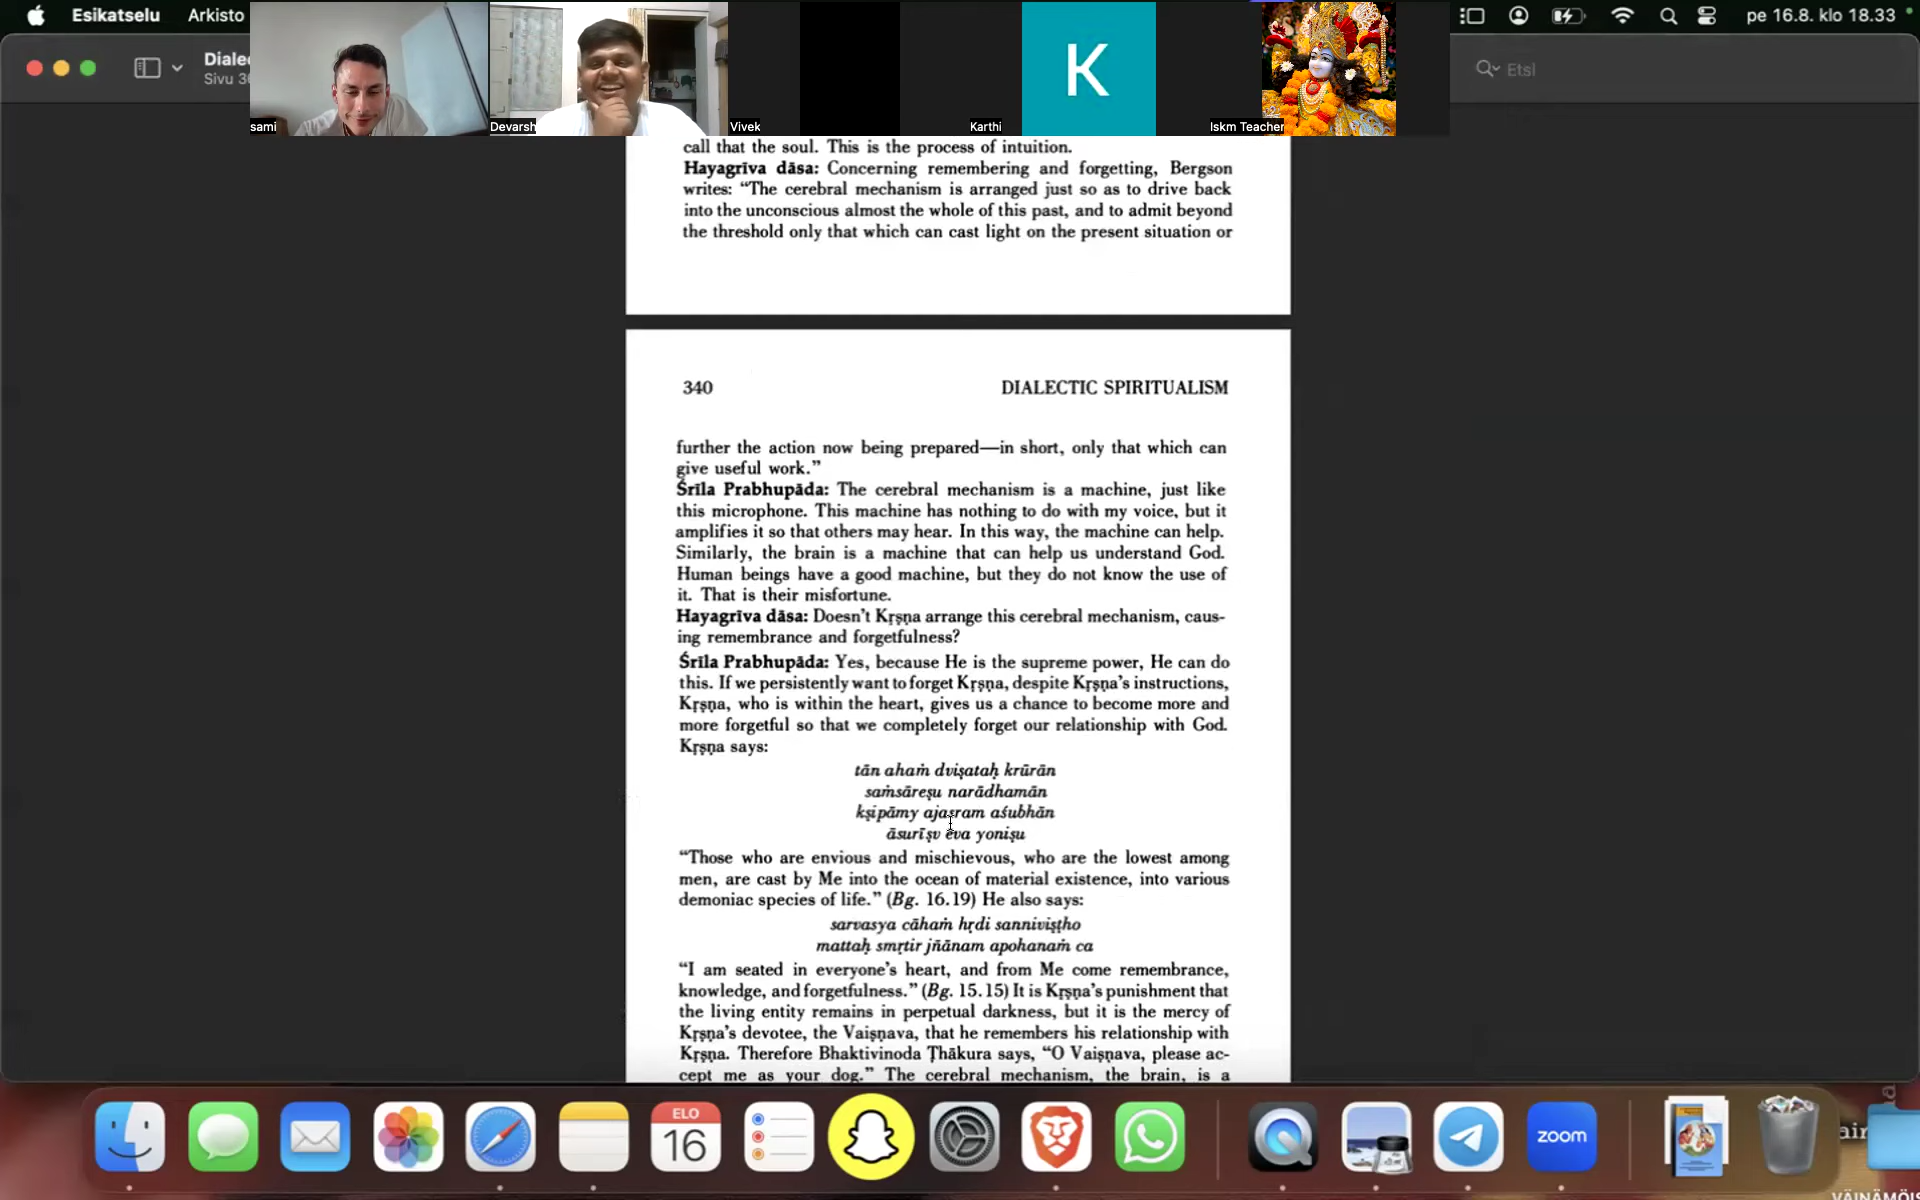 Esikatselu Arkisto
pe 16.8. klo 18.33
Sivu
Etsi
sami
Devarsh
Vivek
Karthi
K
Iskm Teacher
call that the soul. This is the process of intuition.
Hayagrīva dāsa: Concerning remembering and forgetting, Bergson
writes: “The cerebral mechanism is arranged just so as to drive back
into the unconscious almost the whole of this past, and to admit beyond
the threshold only that which can cast light on the present situation or
340 DIALECTIC SPIRITUALISM
further the action now being prepared—in short, only that which can
give useful work.”
Śrīla Prabhupāda: The cerebral mechanism is a machine, just like
this microphone. This machine has nothing to do with my voice, but it
amplifies it so that others may hear. In this way, the machine can help.
Similarly, the brain is a machine that can help us understand God.
Human beings have a good machine, but they do not know the use of
it. That is their misfortune.
Hayagrīva dāsa: Doesn’t Kṛṣṇa arrange this cerebral mechanism, caus-
ing remembrance and forgetfulness?
Śrīla Prabhupāda: Yes, because He is the supreme power, He can do
this. If we persistently want to forget Kṛṣṇa, despite Kṛṣṇa’s instructions,
Kṛṣṇa, who is within the heart, gives us a chance to become more and
more forgetful so that we completely forget our relationship with God.
Kṛṣṇa says:
tān ahaṁ dviṣataḥ krūrān
saṁsāreṣu narādhamān
kṣipāmy ajasram aśubhān
āsurīṣv eva yoniṣu
“Those who are envious and mischievous, who are the lowest among
men, are cast by Me into the ocean of material existence, into various
demoniac species of life.” (Bg. 16.19) He also says:
sarvasya cāhaṁ hṛdi sanniviṣṭho
mattaḥ smṛtir jñānam apohanaṁ ca
“I am seated in everyone’s heart, and from Me come remembrance,
knowledge, and forgetfulness.” (Bg. 15.15) It is Kṛṣṇa’s punishment that
the living entity remains in perpetual darkness, but it is the mercy of
Kṛṣṇa’s devotee, the Vaiṣṇava, that he remembers his relationship with
Kṛṣṇa. Therefore Bhaktivinoda Ṭhākura says, “O Vaiṣṇava, please ac-
cept me as your dog.” The cerebral mechanism, the brain, is a
ELO
16
zoom